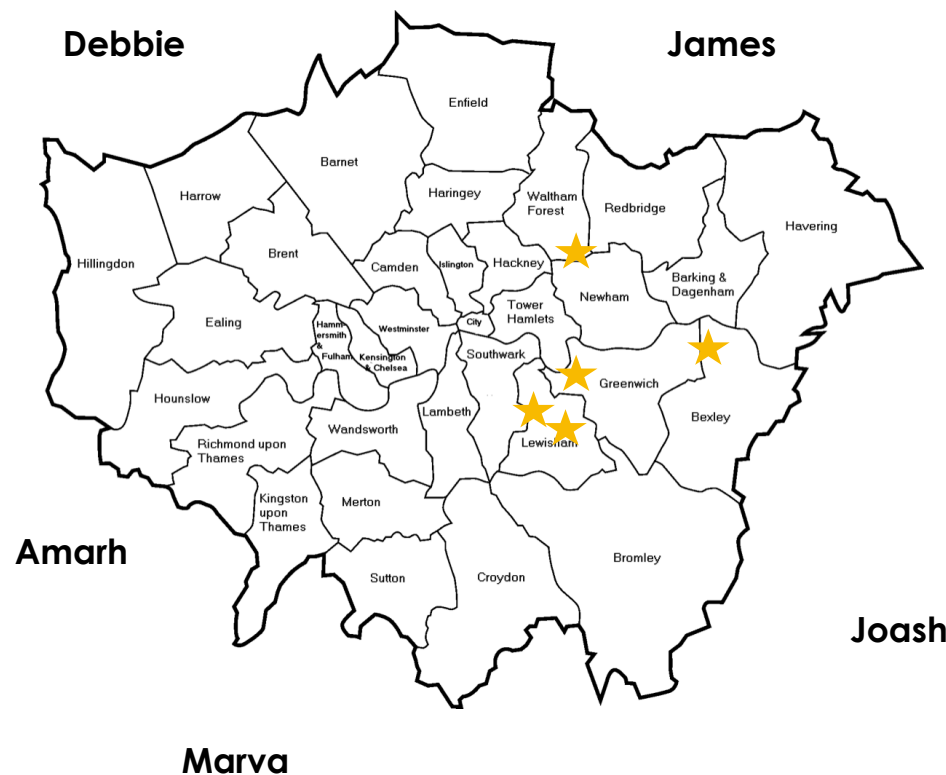 Debbie
James
Enfield
Barnet
Harrow
Haringey
Waltham
Forest
Redbridge
Havering
Hillingdon
Brent
Camden
Islington
Hackney
Barking &
Dagenham
Newham
Ealing
Tower
Hamlets
City
Westminster
Hamm-
ersmith
&
Fulham
Kensington
& Chelsea
Southwark
Greenwich
Hounslow
Lambeth
Bexley
Wandsworth
Richmond upon
Thames
Lewisham
Kingston
upon
Thames
Merton
Amarh
Sutton
Croydon
Bromley
Joash
Marva